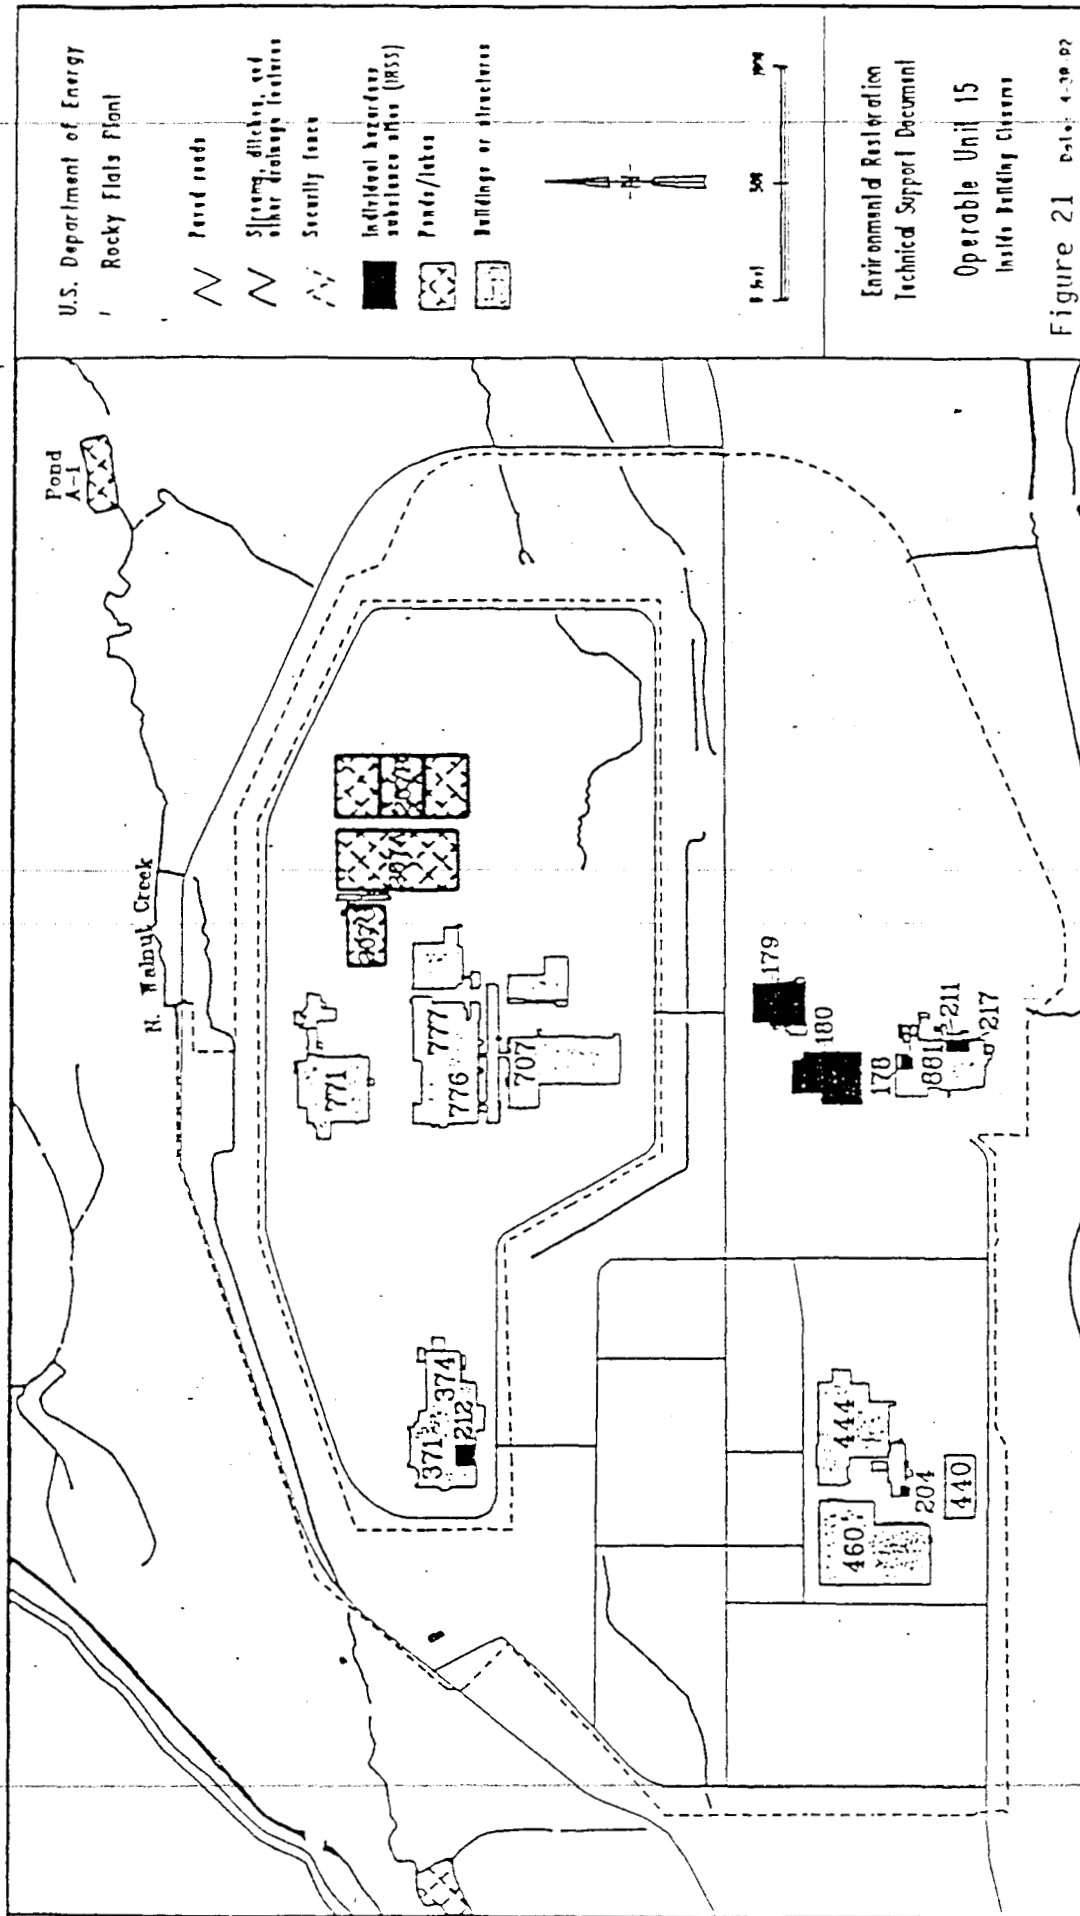 U.S. Department of Energy
Rocky Flats Plant
Paved roads
Streams, ditches, and
other drainage features
Security fence
Individual hazardous
substance sites (IHSS)
Ponds/lakes
Buildings or structures
N
0 feet
500
1000
Environmental Restoration
Technical Support Document
Operable Unit 15
Inside Building Closures
Figure 21
Pond
A-1
N. Walnut Creek
771
776
777
707
371
374
212
179
180
178
881
211
217
444
460
204
440